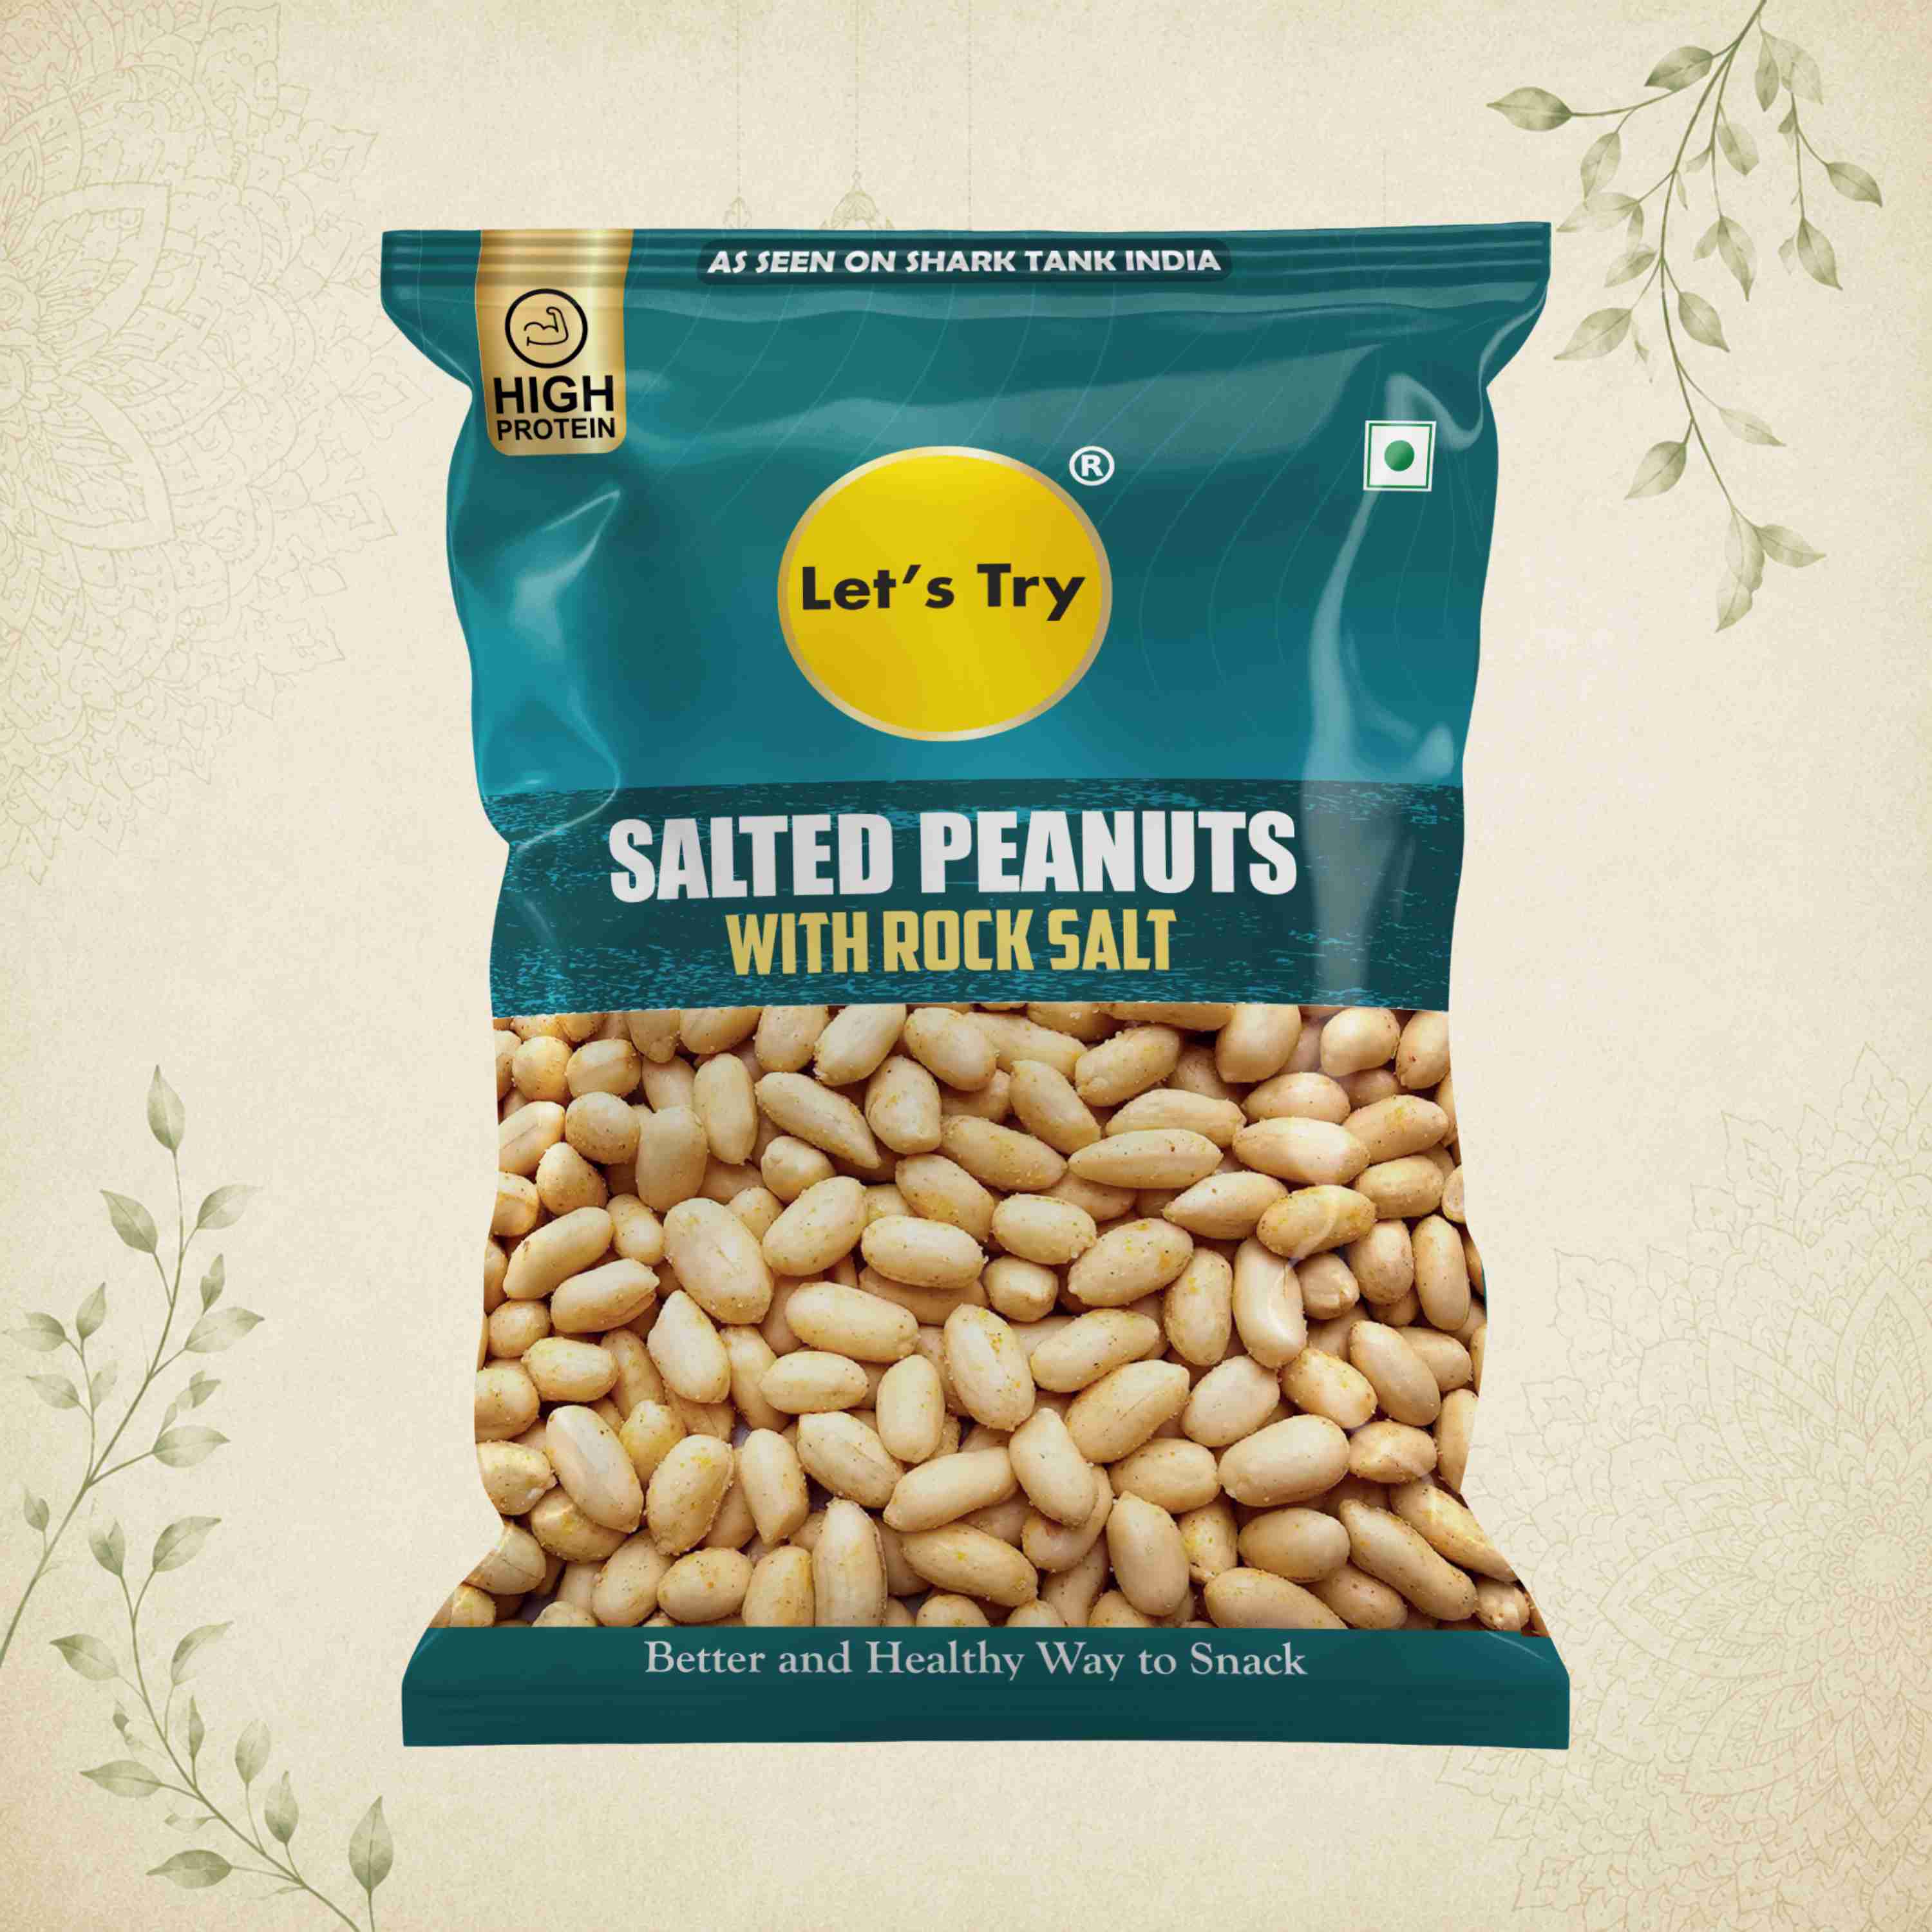 AS SEEN ON SHARK TANK INDIA
HIGH
PROTEIN
®
Let's Try
SALTED PEANUTS
WITH ROCK SALT
Better and Healthy Way to Snack